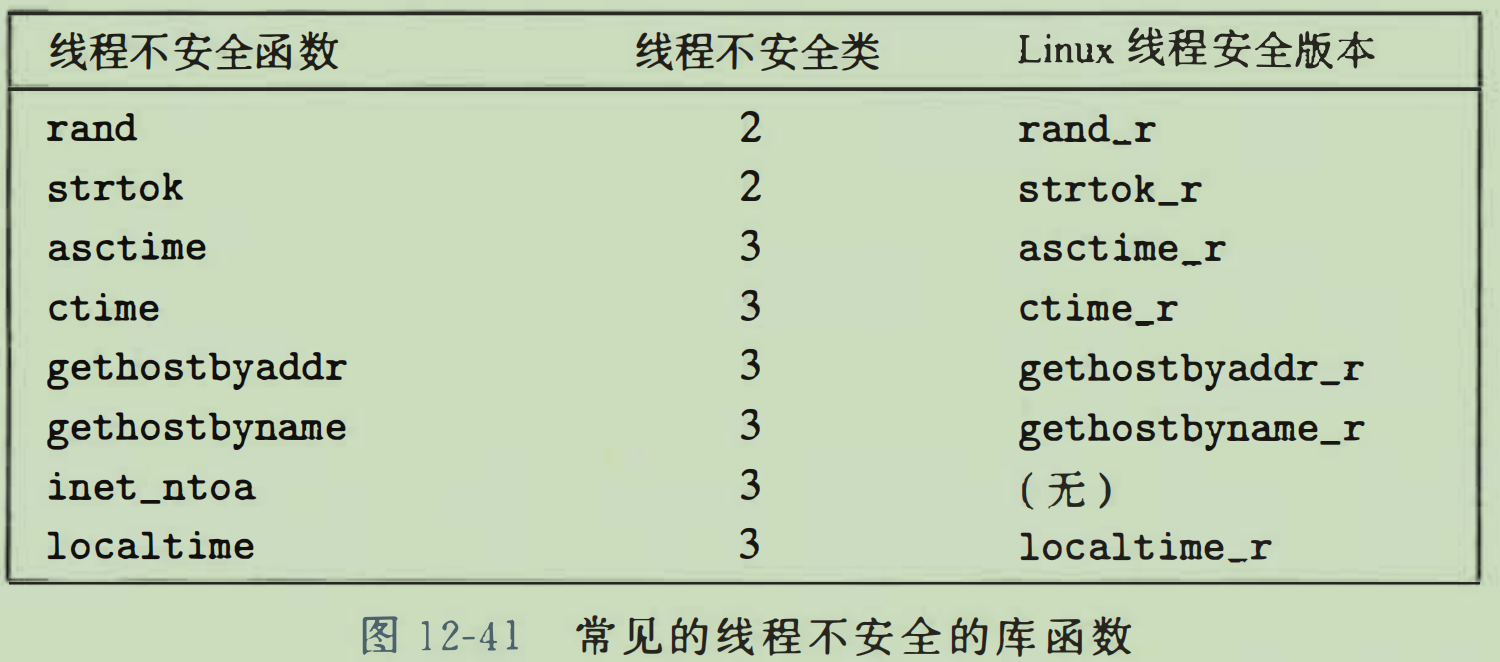 线程不安全函数 线程不安全类 Linux 线程安全版本
rand 2 rand_r
strtok 2 strtok_r
asctime 3 asctime_r
ctime 3 ctime_r
gethostbyaddr 3 gethostbyaddr_r
gethostbyname 3 gethostbyname_r
inet_ntoa 3 (无)
localtime 3 localtime_r
图 12-41 常见的线程不安全的库函数